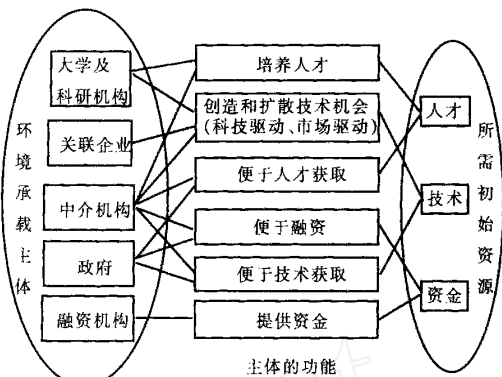 环境承载主体
大学及
科研机构
关联企业
中介机构
政府
融资机构
培养人才
创造和扩散技术机会
(科技驱动、市场驱动)
便于人才获取
便于融资
便于技术获取
提供资金
主体的功能
人才
技术
资金
所需初始资源